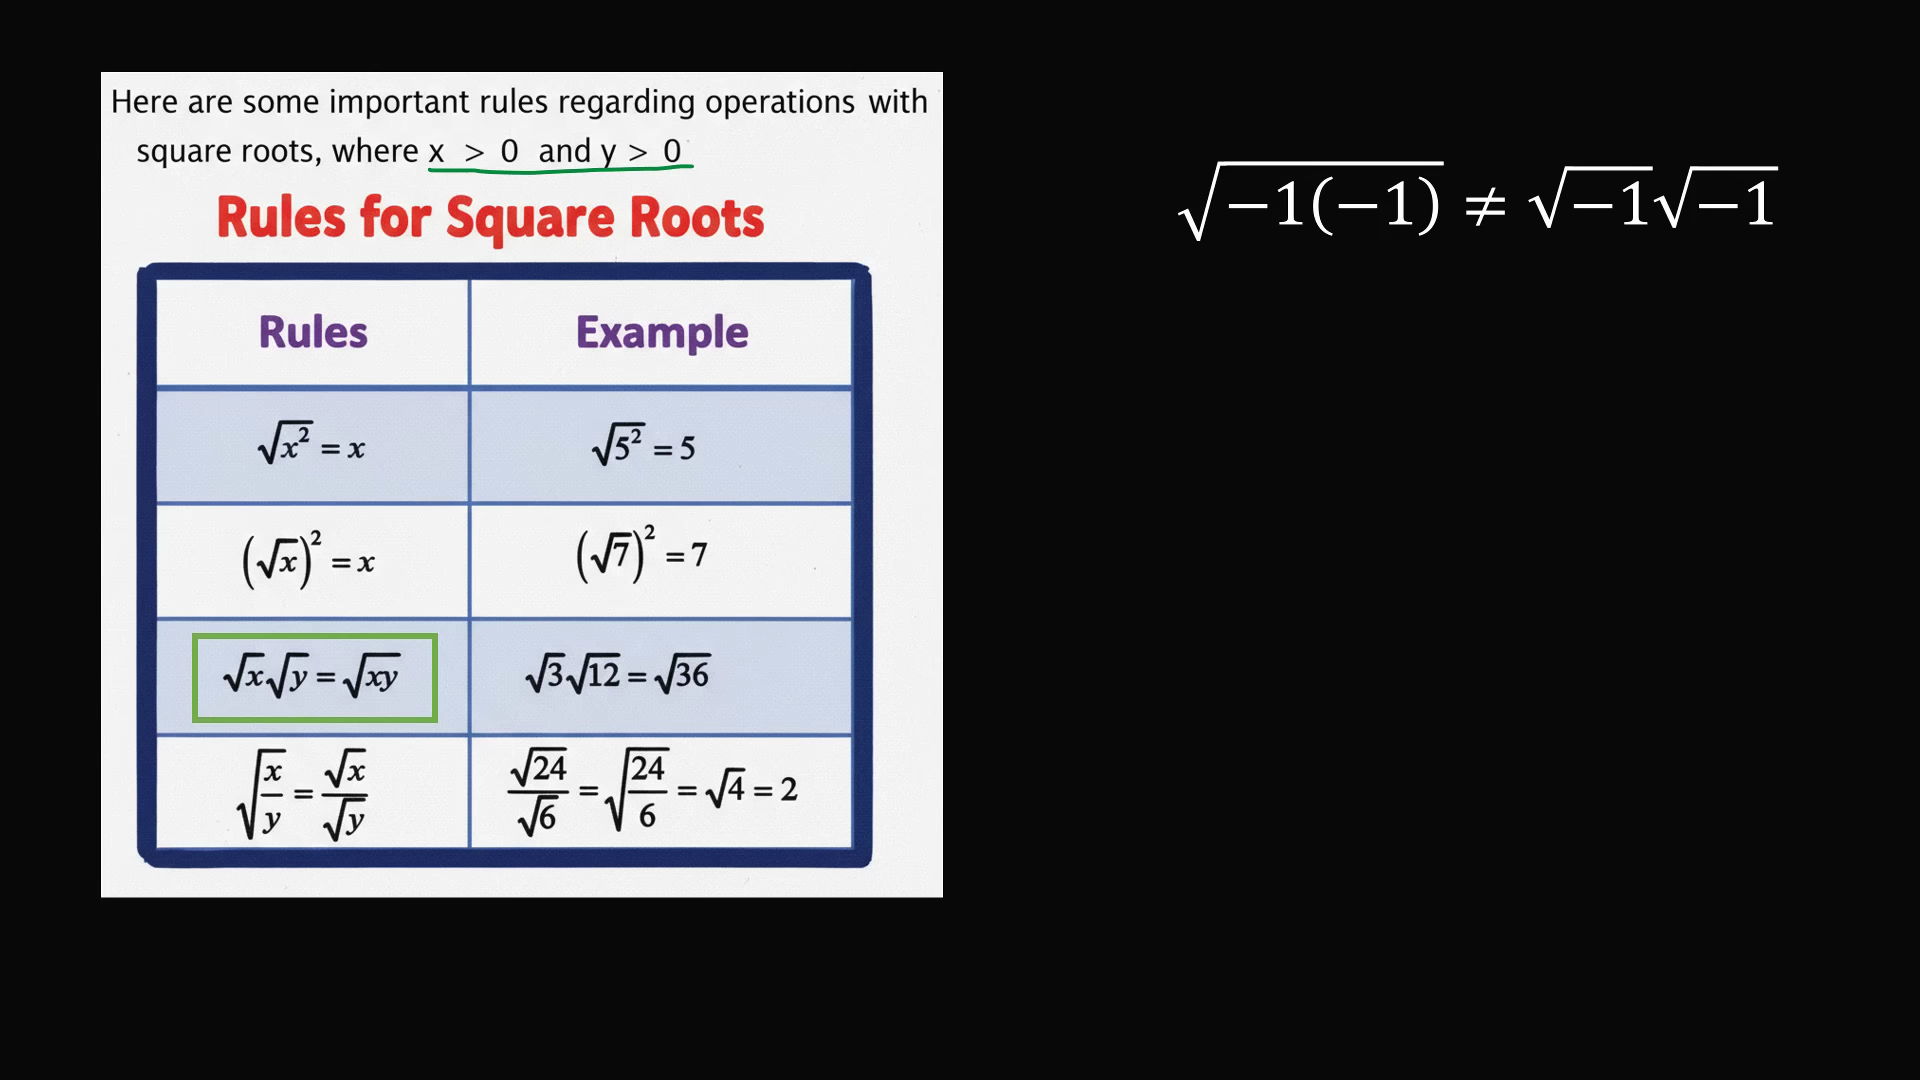 Here are some important rules regarding operations with
square roots, where x > 0 and y > 0
Rules for Square Roots
Rules Example
√x² = x √5² = 5
(√x)² = x (√7)² = 7
√x√y = √xy √3√12 = √36
√(x/y) = √x/√y √24/√6 = √(24/6) = √4 = 2
√−1(−1) ≠ √−1√−1